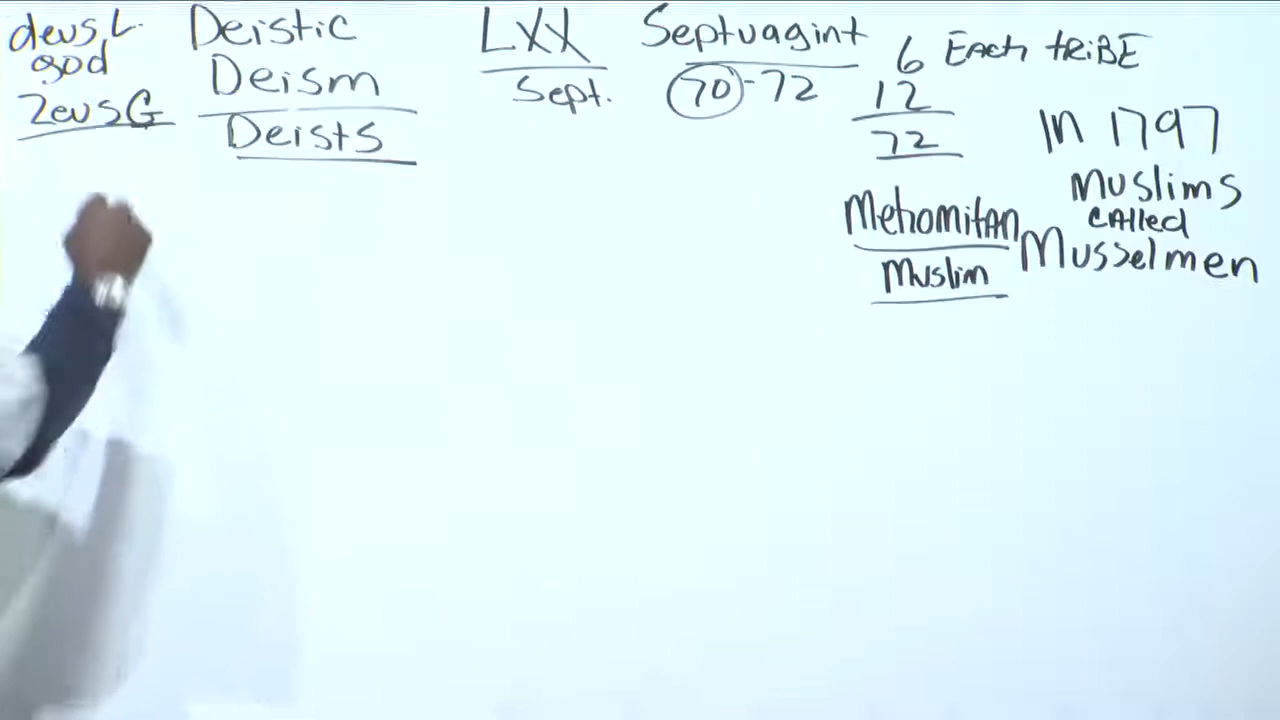 deus L
god
Zeus G
Deistic
Deism
Deists
LXX
Sept.
Septuagint
70-72
6 EAch triBE
12
72
In 1797
Muslims
cAlled
Musselmen
MehomitAn
Muslim